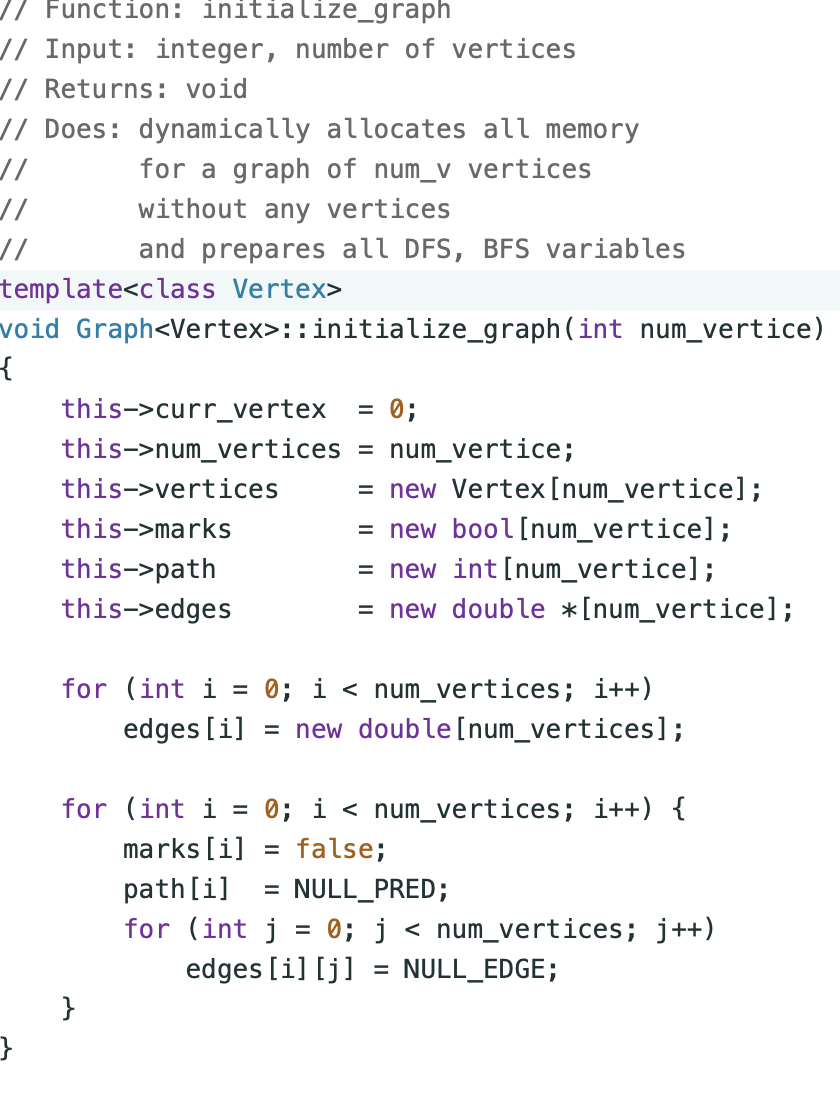 // Function: initialize_graph
// Input: integer, number of vertices
// Returns: void
// Does: dynamically allocates all memory
//       for a graph of num_v vertices
//       without any vertices
//       and prepares all DFS, BFS variables
template<class Vertex>
void Graph<Vertex>::initialize_graph(int num_vertice)
{
    this->curr_vertex  = 0;
    this->num_vertices = num_vertice;
    this->vertices     = new Vertex[num_vertice];
    this->marks        = new bool[num_vertice];
    this->path         = new int[num_vertice];
    this->edges        = new double *[num_vertice];

    for (int i = 0; i < num_vertices; i++)
        edges[i] = new double[num_vertices];

    for (int i = 0; i < num_vertices; i++) {
        marks[i] = false;
        path[i]  = NULL_PRED;
        for (int j = 0; j < num_vertices; j++)
            edges[i][j] = NULL_EDGE;
    }
}